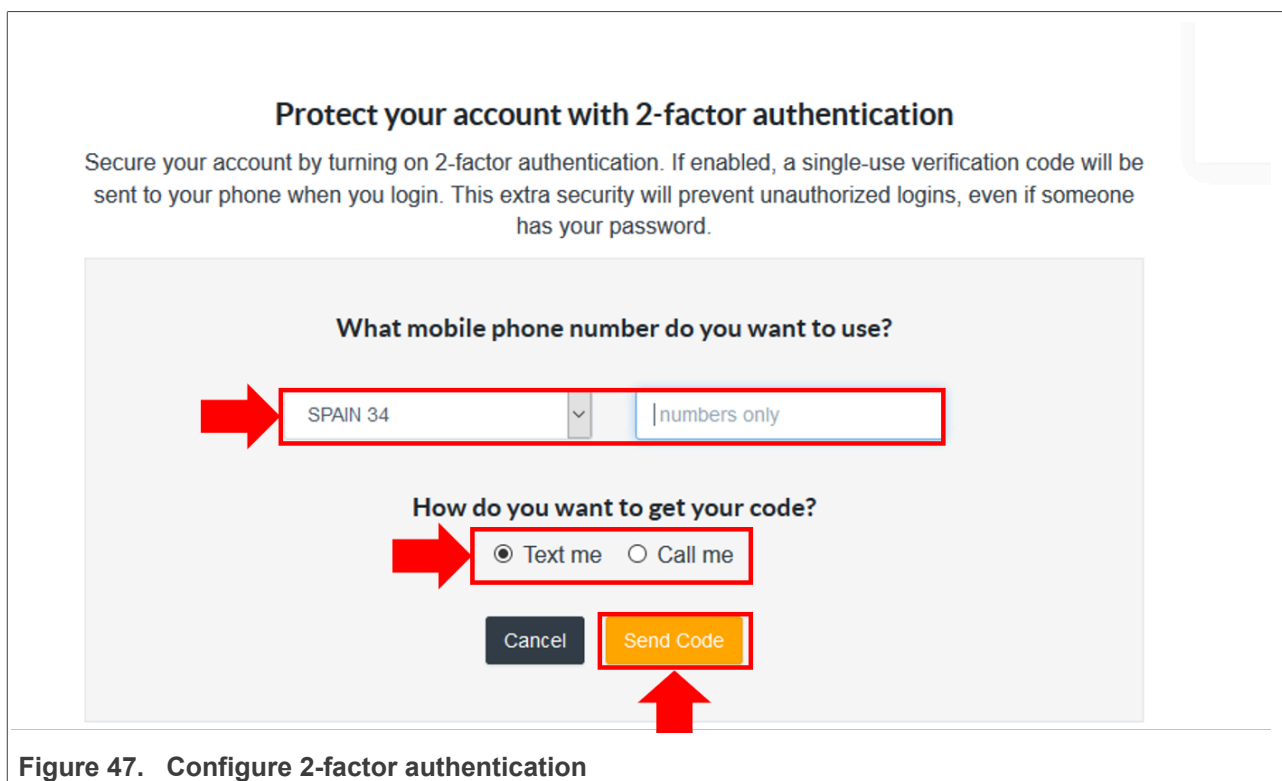 Protect your account with 2-factor authentication
Secure your account by turning on 2-factor authentication. If enabled, a single-use verification code will be
sent to your phone when you login. This extra security will prevent unauthorized logins, even if someone
has your password.
What mobile phone number do you want to use?
SPAIN 34 numbers only
How do you want to get your code?
Text me Call me
Cancel Send Code
Figure 47. Configure 2-factor authentication